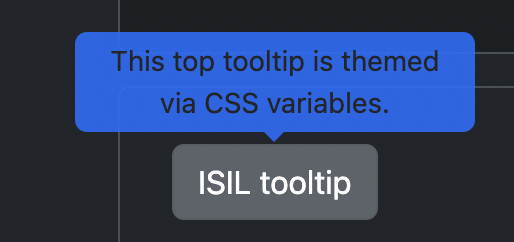 This top tooltip is themed
via CSS variables.
ISIL tooltip